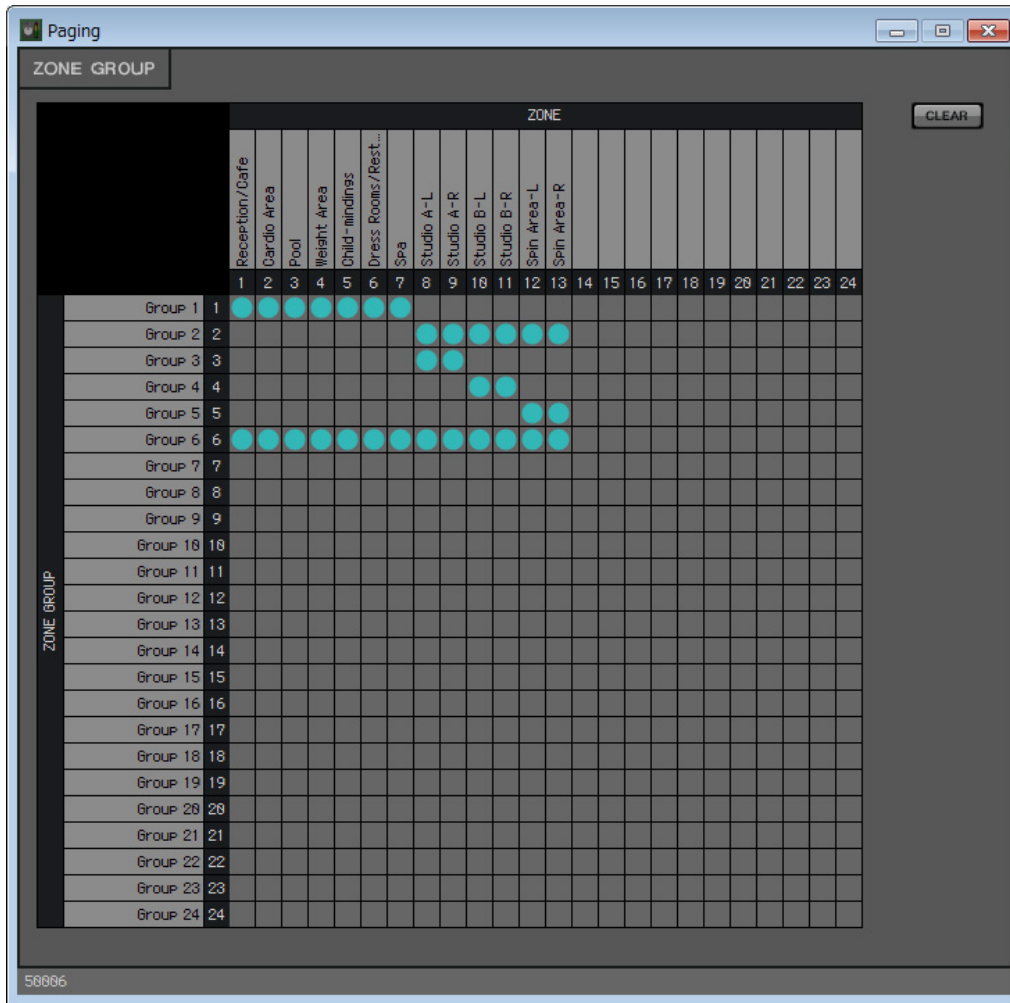 Paging
ZONE GROUP
CLEAR
ZONE
Reception/Cafe
Cardio Area
Pool
Weight Area
Child-mindings
Dress Rooms/Rest...
Spa
Studio A-L
Studio A-R
Studio B-L
Studio B-R
Spin Area-L
Spin Area-R
1 2 3 4 5 6 7 8 9 10 11 12 13 14 15 16 17 18 19 20 21 22 23 24
ZONE GROUP
Group 1 1
Group 2 2
Group 3 3
Group 4 4
Group 5 5
Group 6 6
Group 7 7
Group 8 8
Group 9 9
Group 10 10
Group 11 11
Group 12 12
Group 13 13
Group 14 14
Group 15 15
Group 16 16
Group 17 17
Group 18 18
Group 19 19
Group 20 20
Group 21 21
Group 22 22
Group 23 23
Group 24 24
50006